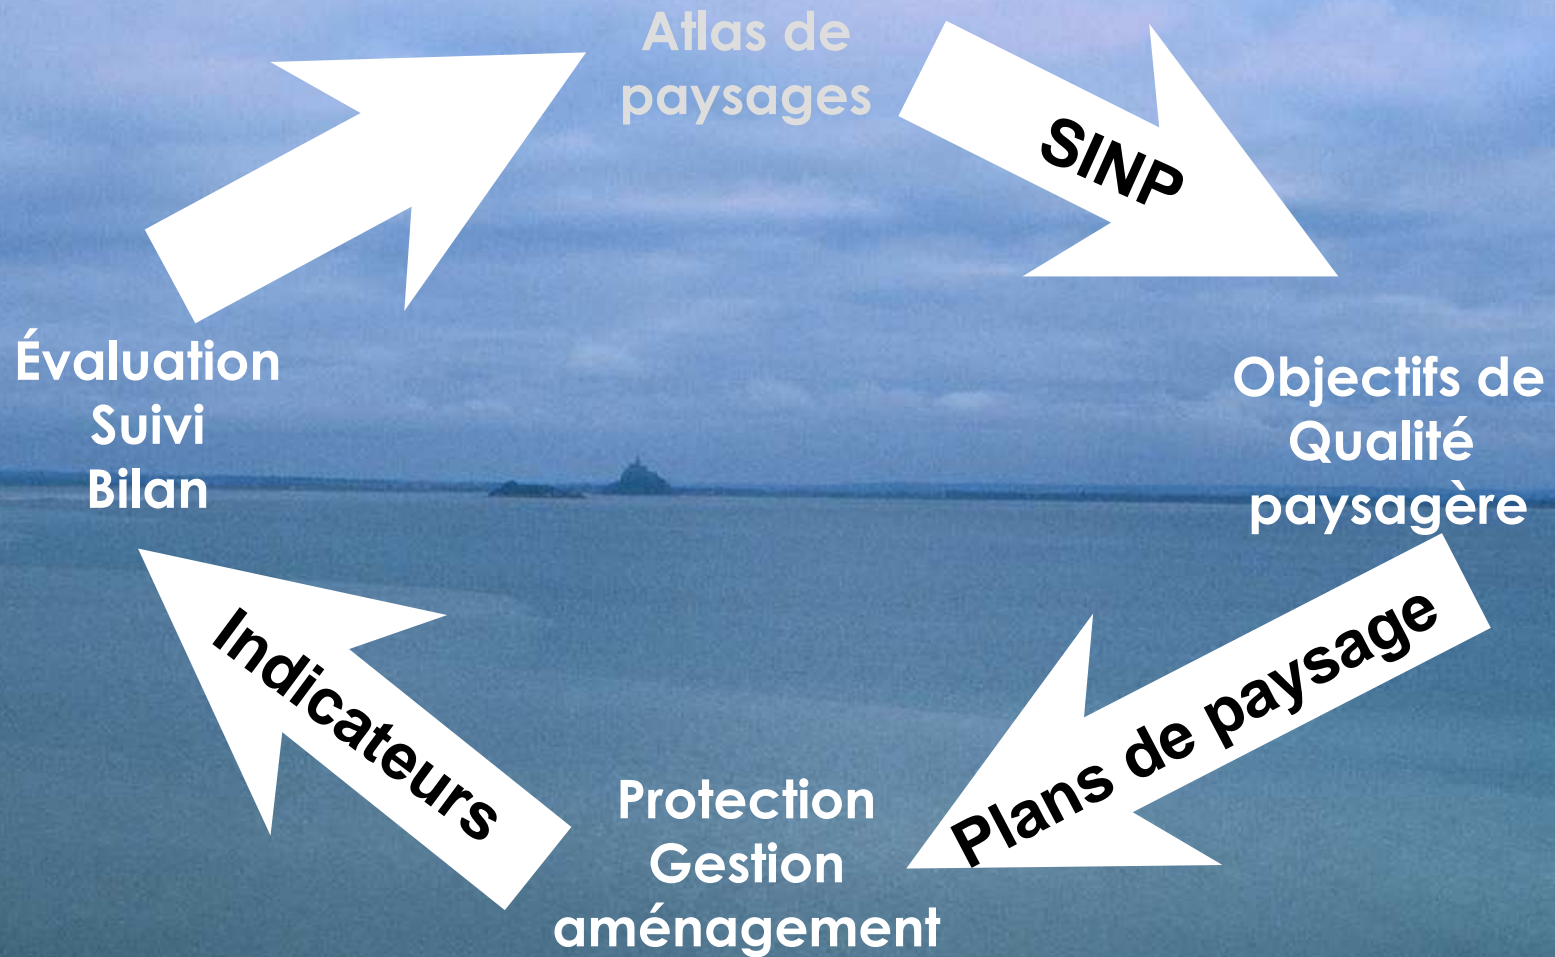 Atlas de
paysages
SINP
Objectifs de
Qualité
paysagère
Plans de paysage
Protection
Gestion
aménagement
Indicateurs
Évaluation
Suivi
Bilan